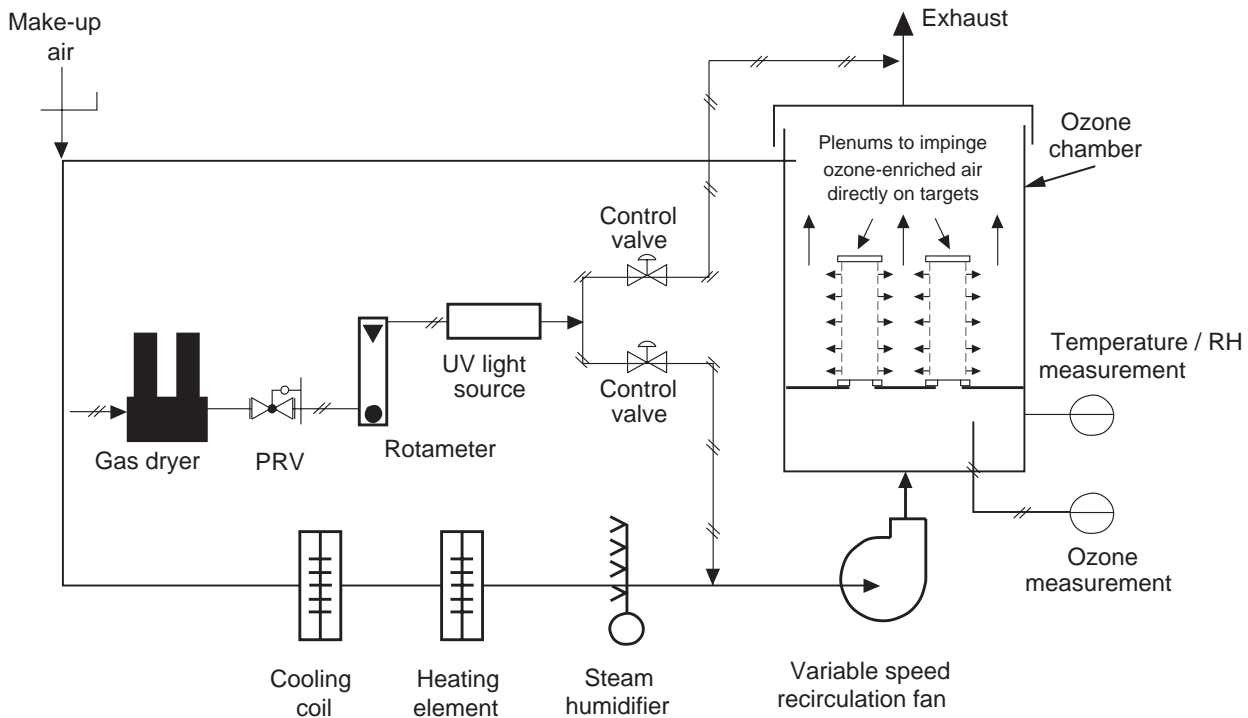 Make-up
air
Exhaust
Ozone
chamber
Plenums to impinge
ozone-enriched air
directly on targets
Control
valve
UV light
source
Control
valve
Temperature / RH
measurement
Gas dryer
PRV
Rotameter
Ozone
measurement
Cooling
coil
Heating
element
Steam
humidifier
Variable speed
recirculation fan